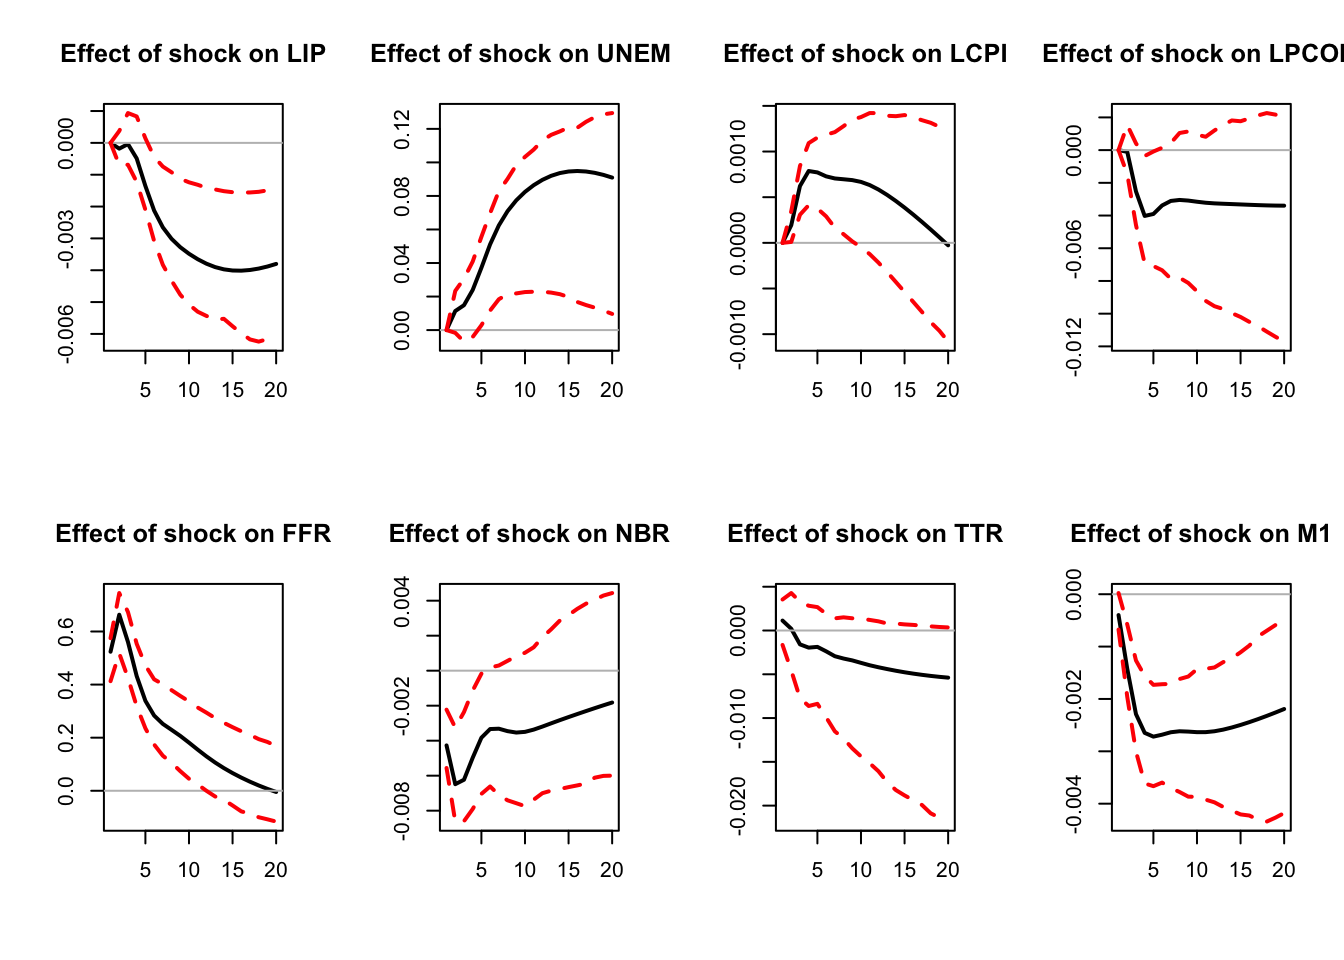 Effect of shock on LIP
0.000
-0.003
-0.006
5 10 15 20
Effect of shock on UNEM
0.12
0.08
0.04
0.00
5 10 15 20
Effect of shock on LCPI
0.0010
0.0000
-0.0010
5 10 15 20
Effect of shock on LPCO
0.000
-0.006
-0.012
5 10 15 20
Effect of shock on FFR
0.6
0.4
0.2
0.0
5 10 15 20
Effect of shock on NBR
0.004
-0.002
-0.008
5 10 15 20
Effect of shock on TTR
0.000
-0.010
-0.020
5 10 15 20
Effect of shock on M1
0.000
-0.002
-0.004
5 10 15 20